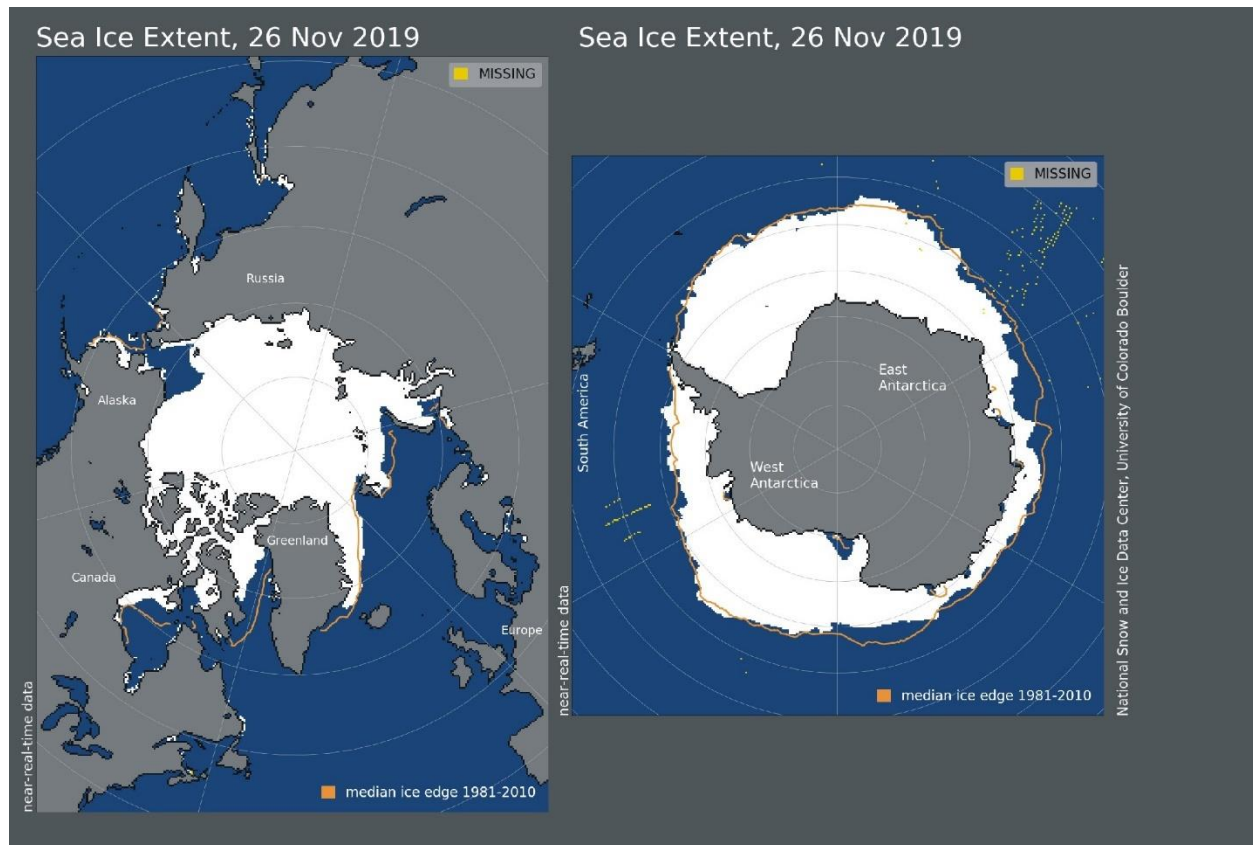 Sea Ice Extent, 26 Nov 2019
MISSING
Russia
Alaska
Greenland
Canada
Europe
near-real-time data
median ice edge 1981-2010
Sea Ice Extent, 26 Nov 2019
MISSING
East
Antarctica
South America
West
Antarctica
near-real-time data
median ice edge 1981-2010
National Snow and Ice Data Center, University of Colorado Boulder